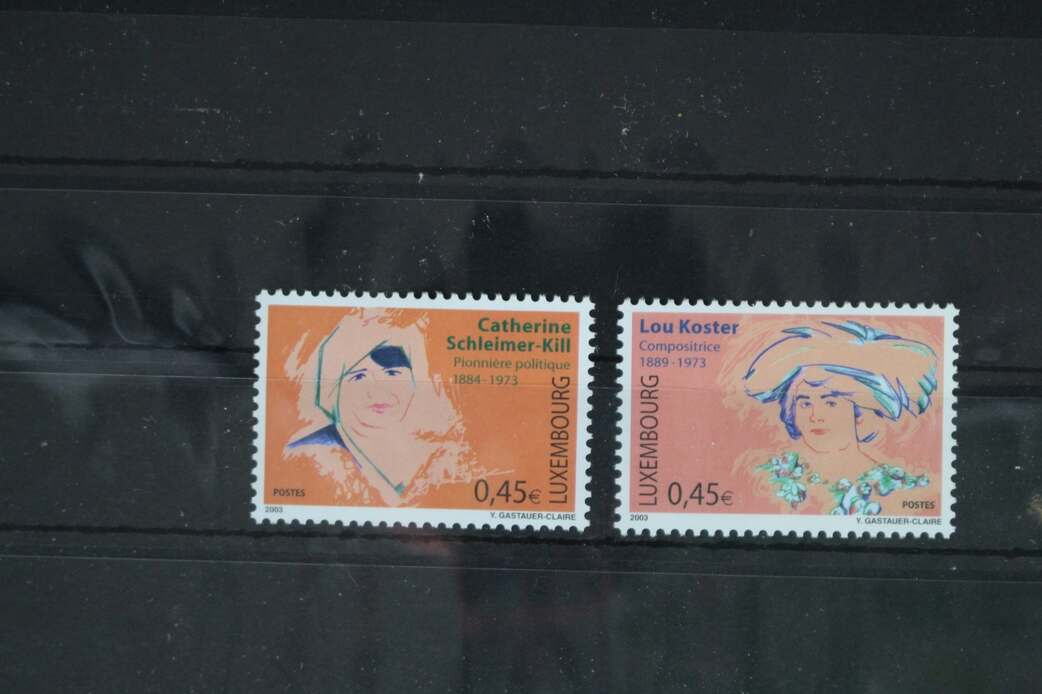 Catherine
Schleimer-Kill
Pionnière politique
1884-1973
LUXEMBOURG
POSTES
0,45€
2003
Y. GASTAUER-CLAIRE
Lou Koster
Compositrice
1889-1973
LUXEMBOURG
0,45€
POSTES
2003
Y. GASTAUER-CLAIRE